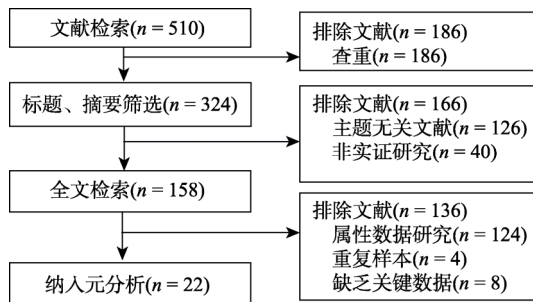 文献检索(n = 510)
排除文献(n = 186)
查重(n = 186)
标题、摘要筛选(n = 324)
排除文献(n = 166)
主题无关文献(n = 126)
非实证研究(n = 40)
全文检索(n = 158)
排除文献(n = 136)
属性数据研究(n = 124)
重复样本(n = 4)
缺乏关键数据(n = 8)
纳入元分析(n = 22)